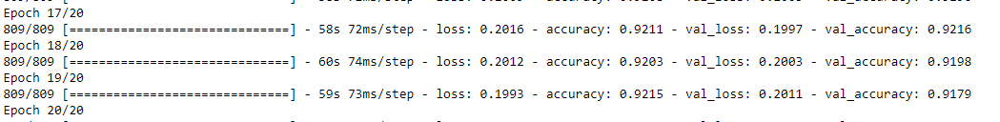 Epoch 17/20
809/809 [==============================] - 58s 72ms/step - loss: 0.2016 - accuracy: 0.9211 - val_loss: 0.1997 - val_accuracy: 0.9216
Epoch 18/20
809/809 [==============================] - 60s 74ms/step - loss: 0.2012 - accuracy: 0.9203 - val_loss: 0.2003 - val_accuracy: 0.9198
Epoch 19/20
809/809 [==============================] - 59s 73ms/step - loss: 0.1993 - accuracy: 0.9215 - val_loss: 0.2011 - val_accuracy: 0.9179
Epoch 20/20